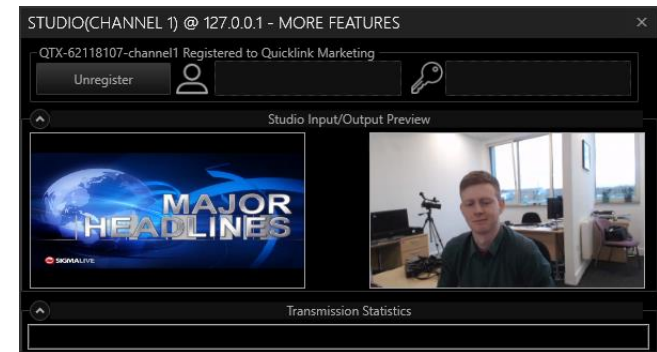 STUDIO(CHANNEL 1) @ 127.0.0.1 - MORE FEATURES
QTX-62118107-channel1 Registered to Quicklink Marketing
Unregister
Studio Input/Output Preview
MAJOR
HEADLINES
SIGMALIVE
Transmission Statistics